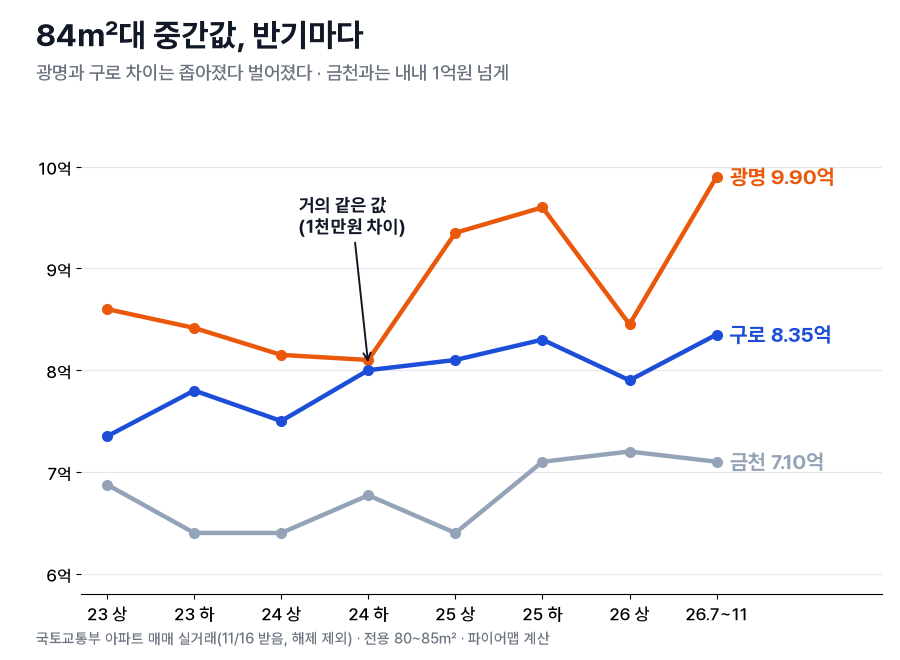 84m²대 중간값, 반기마다
광명과 구로 차이는 좁아졌다 벌어졌다 · 금천과는 내내 1억원 넘게
10억
9억
8억
7억
6억
거의 같은 값
(1천만원 차이)
광명 9.90억
구로 8.35억
금천 7.10억
23 상 23 하 24 상 24 하 25 상 25 하 26 상 26.7~11
국토교통부 아파트 매매 실거래(11/16 받음, 해제 제외) · 전용 80~85m² · 파이어맵 계산